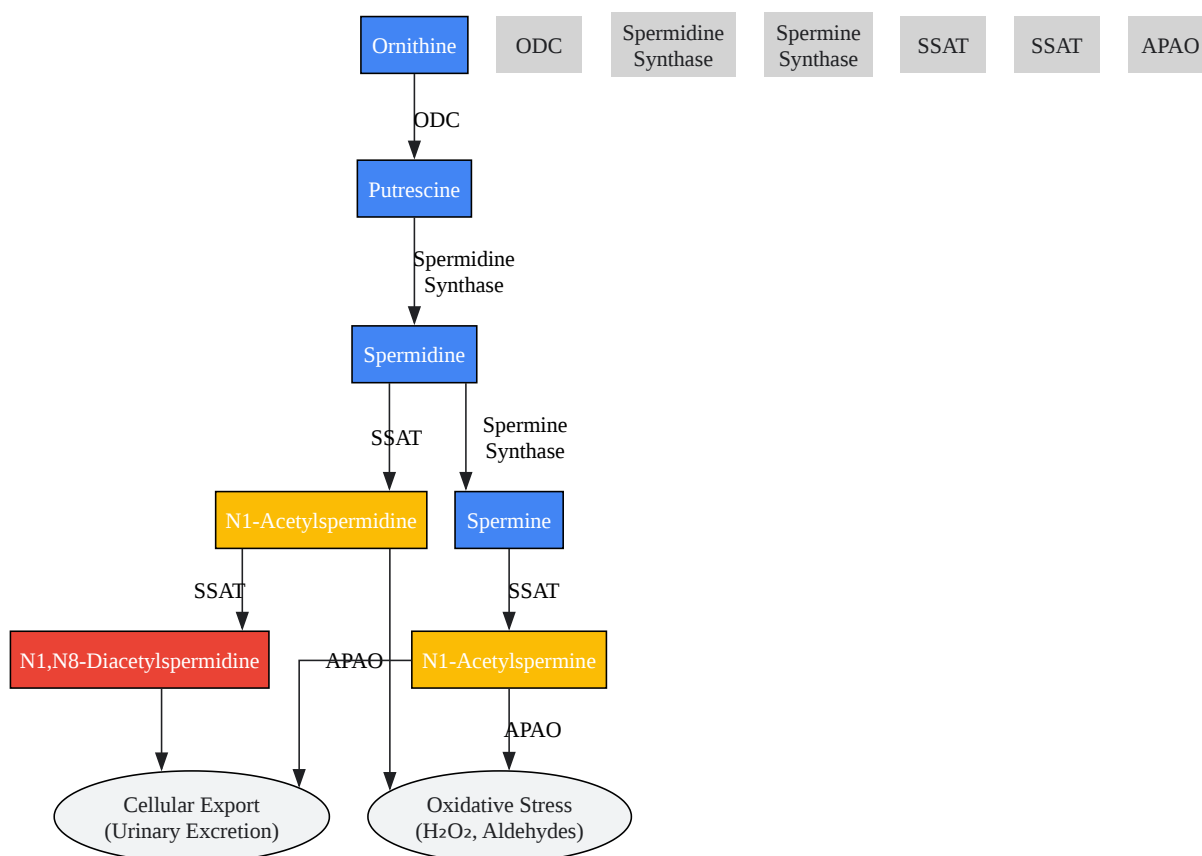 Ornithine
ODC
Spermidine
Synthase
Spermine
Synthase
SSAT
SSAT
APAO
ODC
Putrescine
Spermidine
Synthase
Spermidine
SSAT
Spermine
Synthase
N1-Acetylspermidine
Spermine
SSAT
SSAT
N1,N8-Diacetylspermidine
APAO
N1-Acetylspermine
APAO
Cellular Export
(Urinary Excretion)
Oxidative Stress
(H₂O₂, Aldehydes)